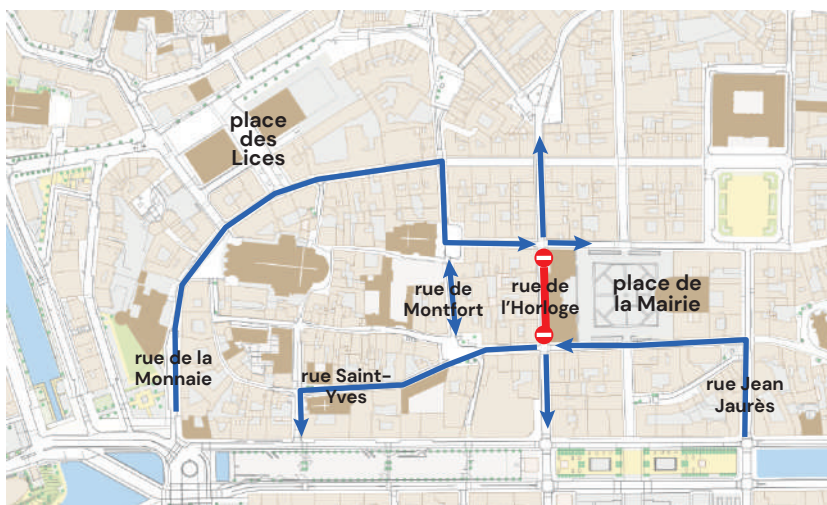 place
des
Lices
rue de
Montfort
rue de
l'Horloge
place de
la Mairie
rue de la
Monnaie
rue Saint-
Yves
rue Jean
Jaurès